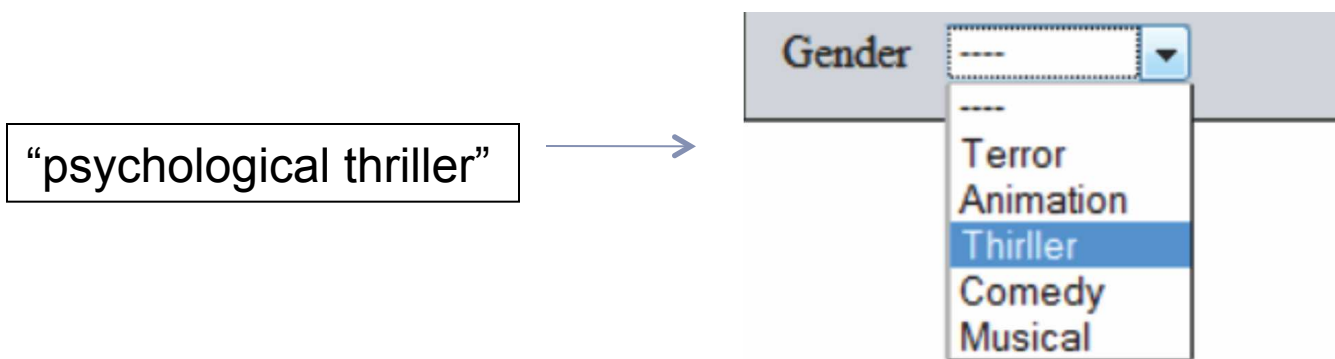 “psychological thriller”
Gender ----
----
Terror
Animation
Thirller
Comedy
Musical